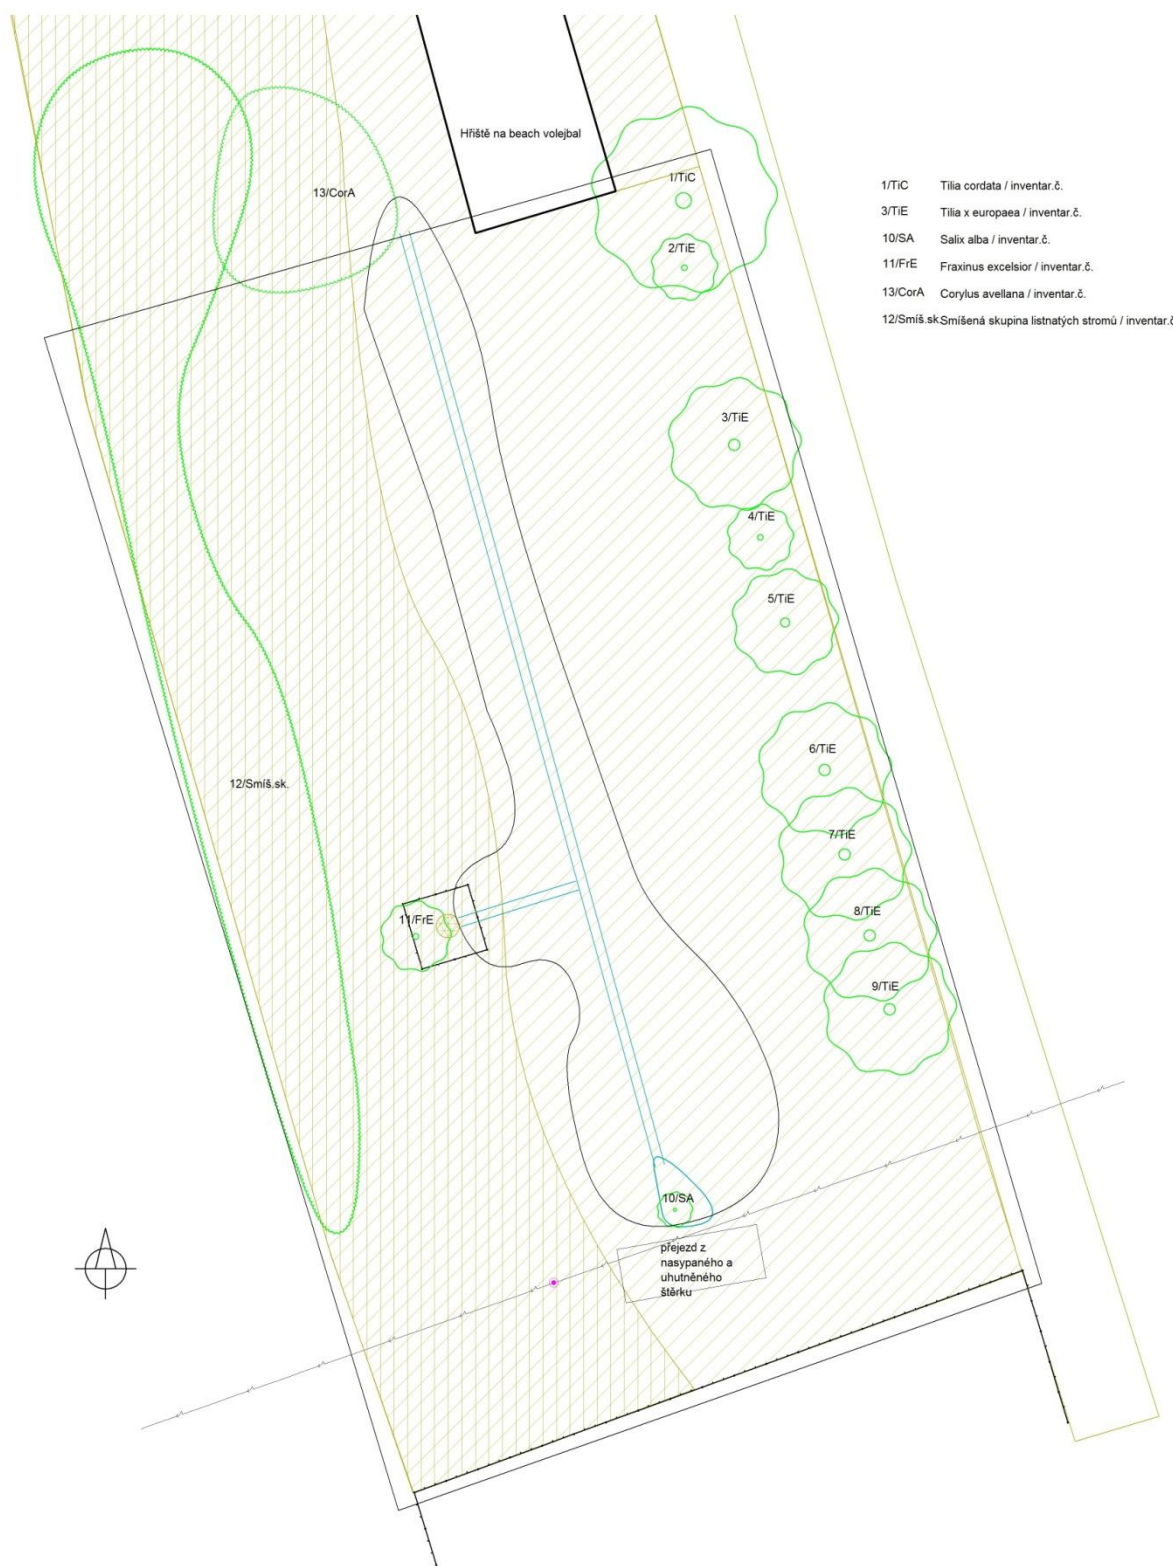 Hřiště na beach volejbal
1/TiC
13/CorA
2/TiE
1/TiC Tilia cordata / inventar.č.
3/TiE Tilia x europaea / inventar.č.
10/SA Salix alba / inventar.č.
11/FrE Fraxinus excelsior / inventar.č.
13/CorA Corylus avellana / inventar.č.
12/Smíš.sk. Smíšená skupina listnatých stromů / inventar.č
3/TiE
4/TiE
5/TiE
6/TiE
12/Smíš.sk.
7/TiE
8/TiE
11/FrE
9/TiE
10/SA
přejezd z
nasypaného a
uhutněného
štěrku